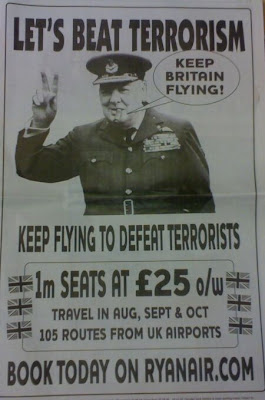 LET'S BEAT TERRORISM
KEEP
BRITAIN
FLYING!
KEEP FLYING TO DEFEAT TERRORISTS
1m SEATS AT £25 o/w
TRAVEL IN AUG, SEPT & OCT
105 ROUTES FROM UK AIRPORTS
BOOK TODAY ON RYANAIR.COM